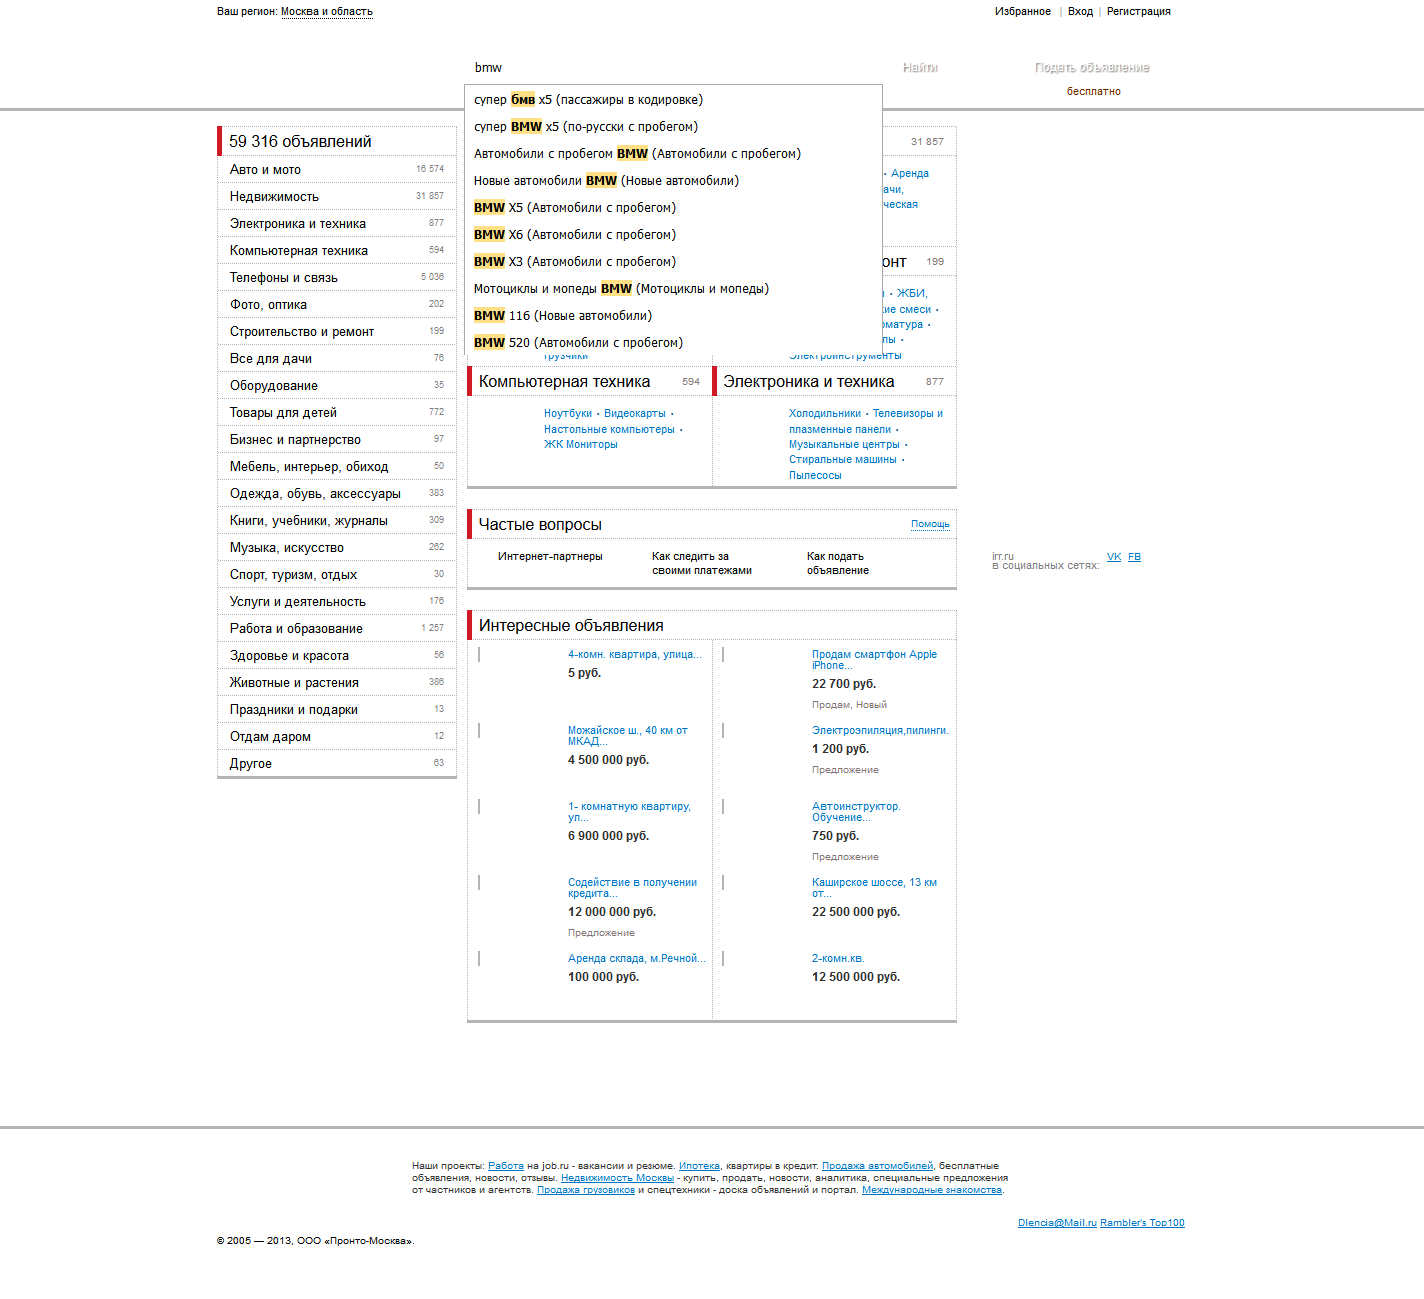 Ваш регион: Москва и область
Избранное | Вход | Регистрация
bmw
Найти
Подать объявление
бесплатно
супер бмв x5 (пассажиры в кодировке)
супер BMW x5 (по-русски с пробегом)
Автомобили с пробегом BMW (Автомобили с пробегом)
Новые автомобили BMW (Новые автомобили)
BMW X5 (Автомобили с пробегом)
BMW X6 (Автомобили с пробегом)
BMW X3 (Автомобили с пробегом)
Мотоциклы и мопеды BMW (Мотоциклы и мопеды)
BMW 116 (Новые автомобили)
BMW 520 (Автомобили с пробегом)
59 316 объявлений
Авто и мото 16 574
Недвижимость 31 857
Электроника и техника 877
Компьютерная техника 594
Телефоны и связь 5 036
Фото, оптика 202
Строительство и ремонт 199
Все для дачи 76
Оборудование 35
Товары для детей 772
Бизнес и партнерство 97
Мебель, интерьер, обиход 50
Одежда, обувь, аксессуары 383
Книги, учебники, журналы 309
Музыка, искусство 262
Спорт, туризм, отдых 30
Услуги и деятельность 176
Работа и образование 1 257
Здоровье и красота 56
Животные и растения 386
Праздники и подарки 13
Отдам даром 12
Другое 63
31 857
· Аренда
199
· ЖБИ,
смеси ·
Грузчики
Электроинструменты
Компьютерная техника 594
Ноутбуки · Видеокарты ·
Настольные компьютеры ·
ЖК Мониторы
Электроника и техника 877
Холодильники · Телевизоры и
плазменные панели ·
Музыкальные центры ·
Стиральные машины ·
Пылесосы
Частые вопросы
Помощь
Интернет-партнеры
Как следить за
своими платежами
Как подать
объявление
irr.ru
в социальных сетях:
VK FB
Интересные объявления
4-комн. квартира, улица...
5 руб.
Продам смартфон Apple
iPhone...
22 700 руб.
Продам, Новый
Можайское ш., 40 км от
МКАД...
4 500 000 руб.
Электроэпиляция,пилинги.
1 200 руб.
Предложение
1- комнатную квартиру,
ул...
6 900 000 руб.
Автоинструктор.
Обучение...
750 руб.
Предложение
Содействие в получении
кредита...
12 000 000 руб.
Предложение
Каширское шоссе, 13 км
от...
22 500 000 руб.
Аренда склада, м.Речной...
100 000 руб.
2-комн.кв.
12 500 000 руб.
Наши проекты: Работа на job.ru - вакансии и резюме. Ипотека, квартиры в кредит. Продажа автомобилей, бесплатные
объявления, новости, отзывы. Недвижимость Москвы - купить, продать, новости, аналитика, специальные предложения
от частников и агентств. Продажа грузовиков и спецтехники - доска объявлений и портал. Международные знакомства.
Dlencia@Mail.ru Rambler's Top100
© 2005 — 2013, ООО «Пронто-Москва».